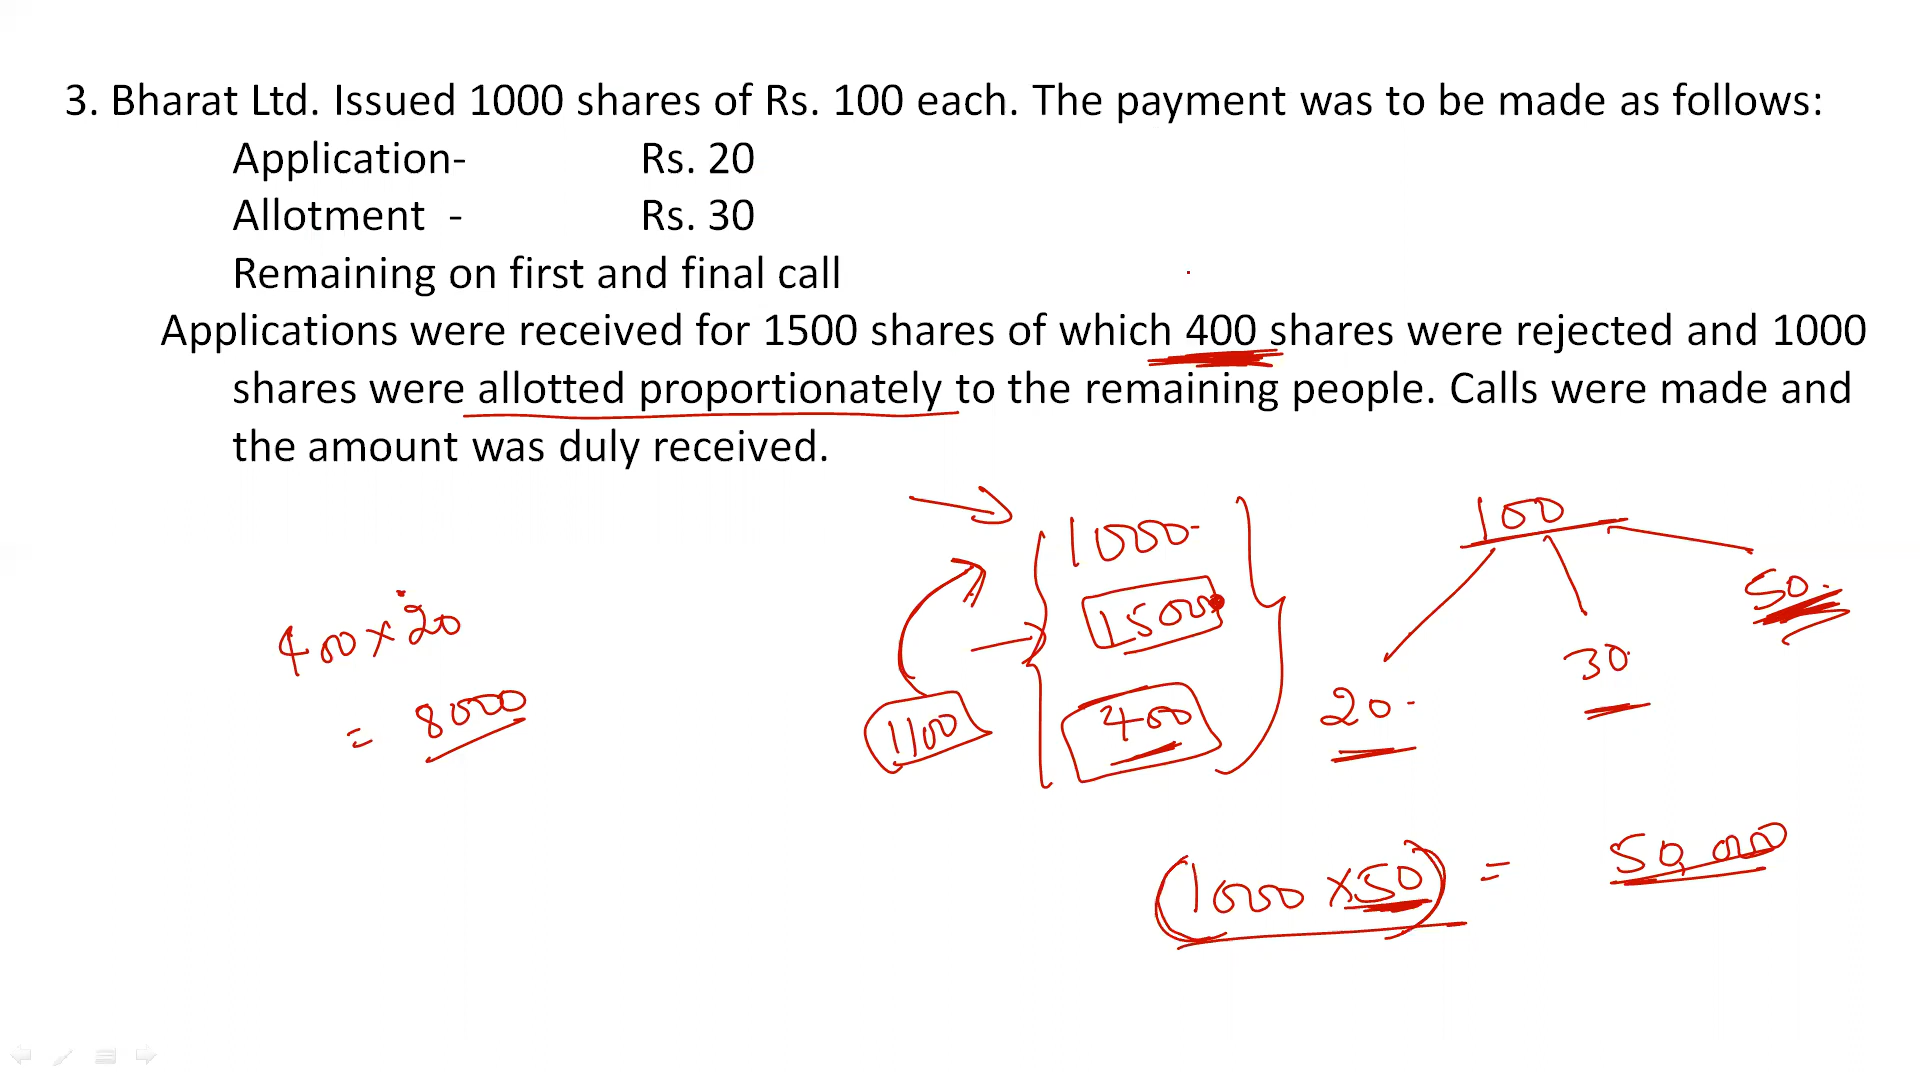 3. Bharat Ltd. Issued 1000 shares of Rs. 100 each. The payment was to be made as follows:
Application- Rs. 20
Allotment - Rs. 30
Remaining on first and final call
Applications were received for 1500 shares of which 400 shares were rejected and 1000
shares were allotted proportionately to the remaining people. Calls were made and
the amount was duly received.
100
1000
1500
50
400 × 20
30
= 8000
1100
400
20
(1000 × 50) = 50,000